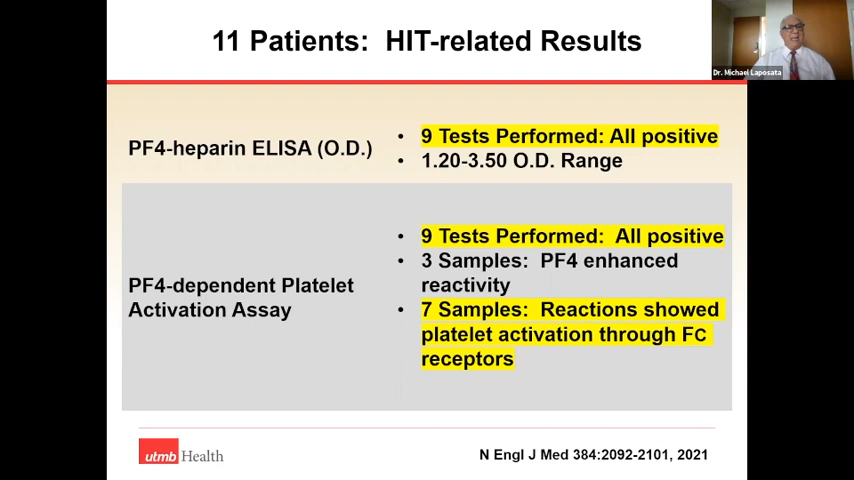 11 Patients: HIT-related Results
Dr. Michael Laposata
PF4-heparin ELISA (O.D.)
• 9 Tests Performed: All positive
• 1.20-3.50 O.D. Range
PF4-dependent Platelet
Activation Assay
• 9 Tests Performed: All positive
• 3 Samples: PF4 enhanced
reactivity
• 7 Samples: Reactions showed
platelet activation through Fc
receptors
utmb Health
N Engl J Med 384:2092-2101, 2021